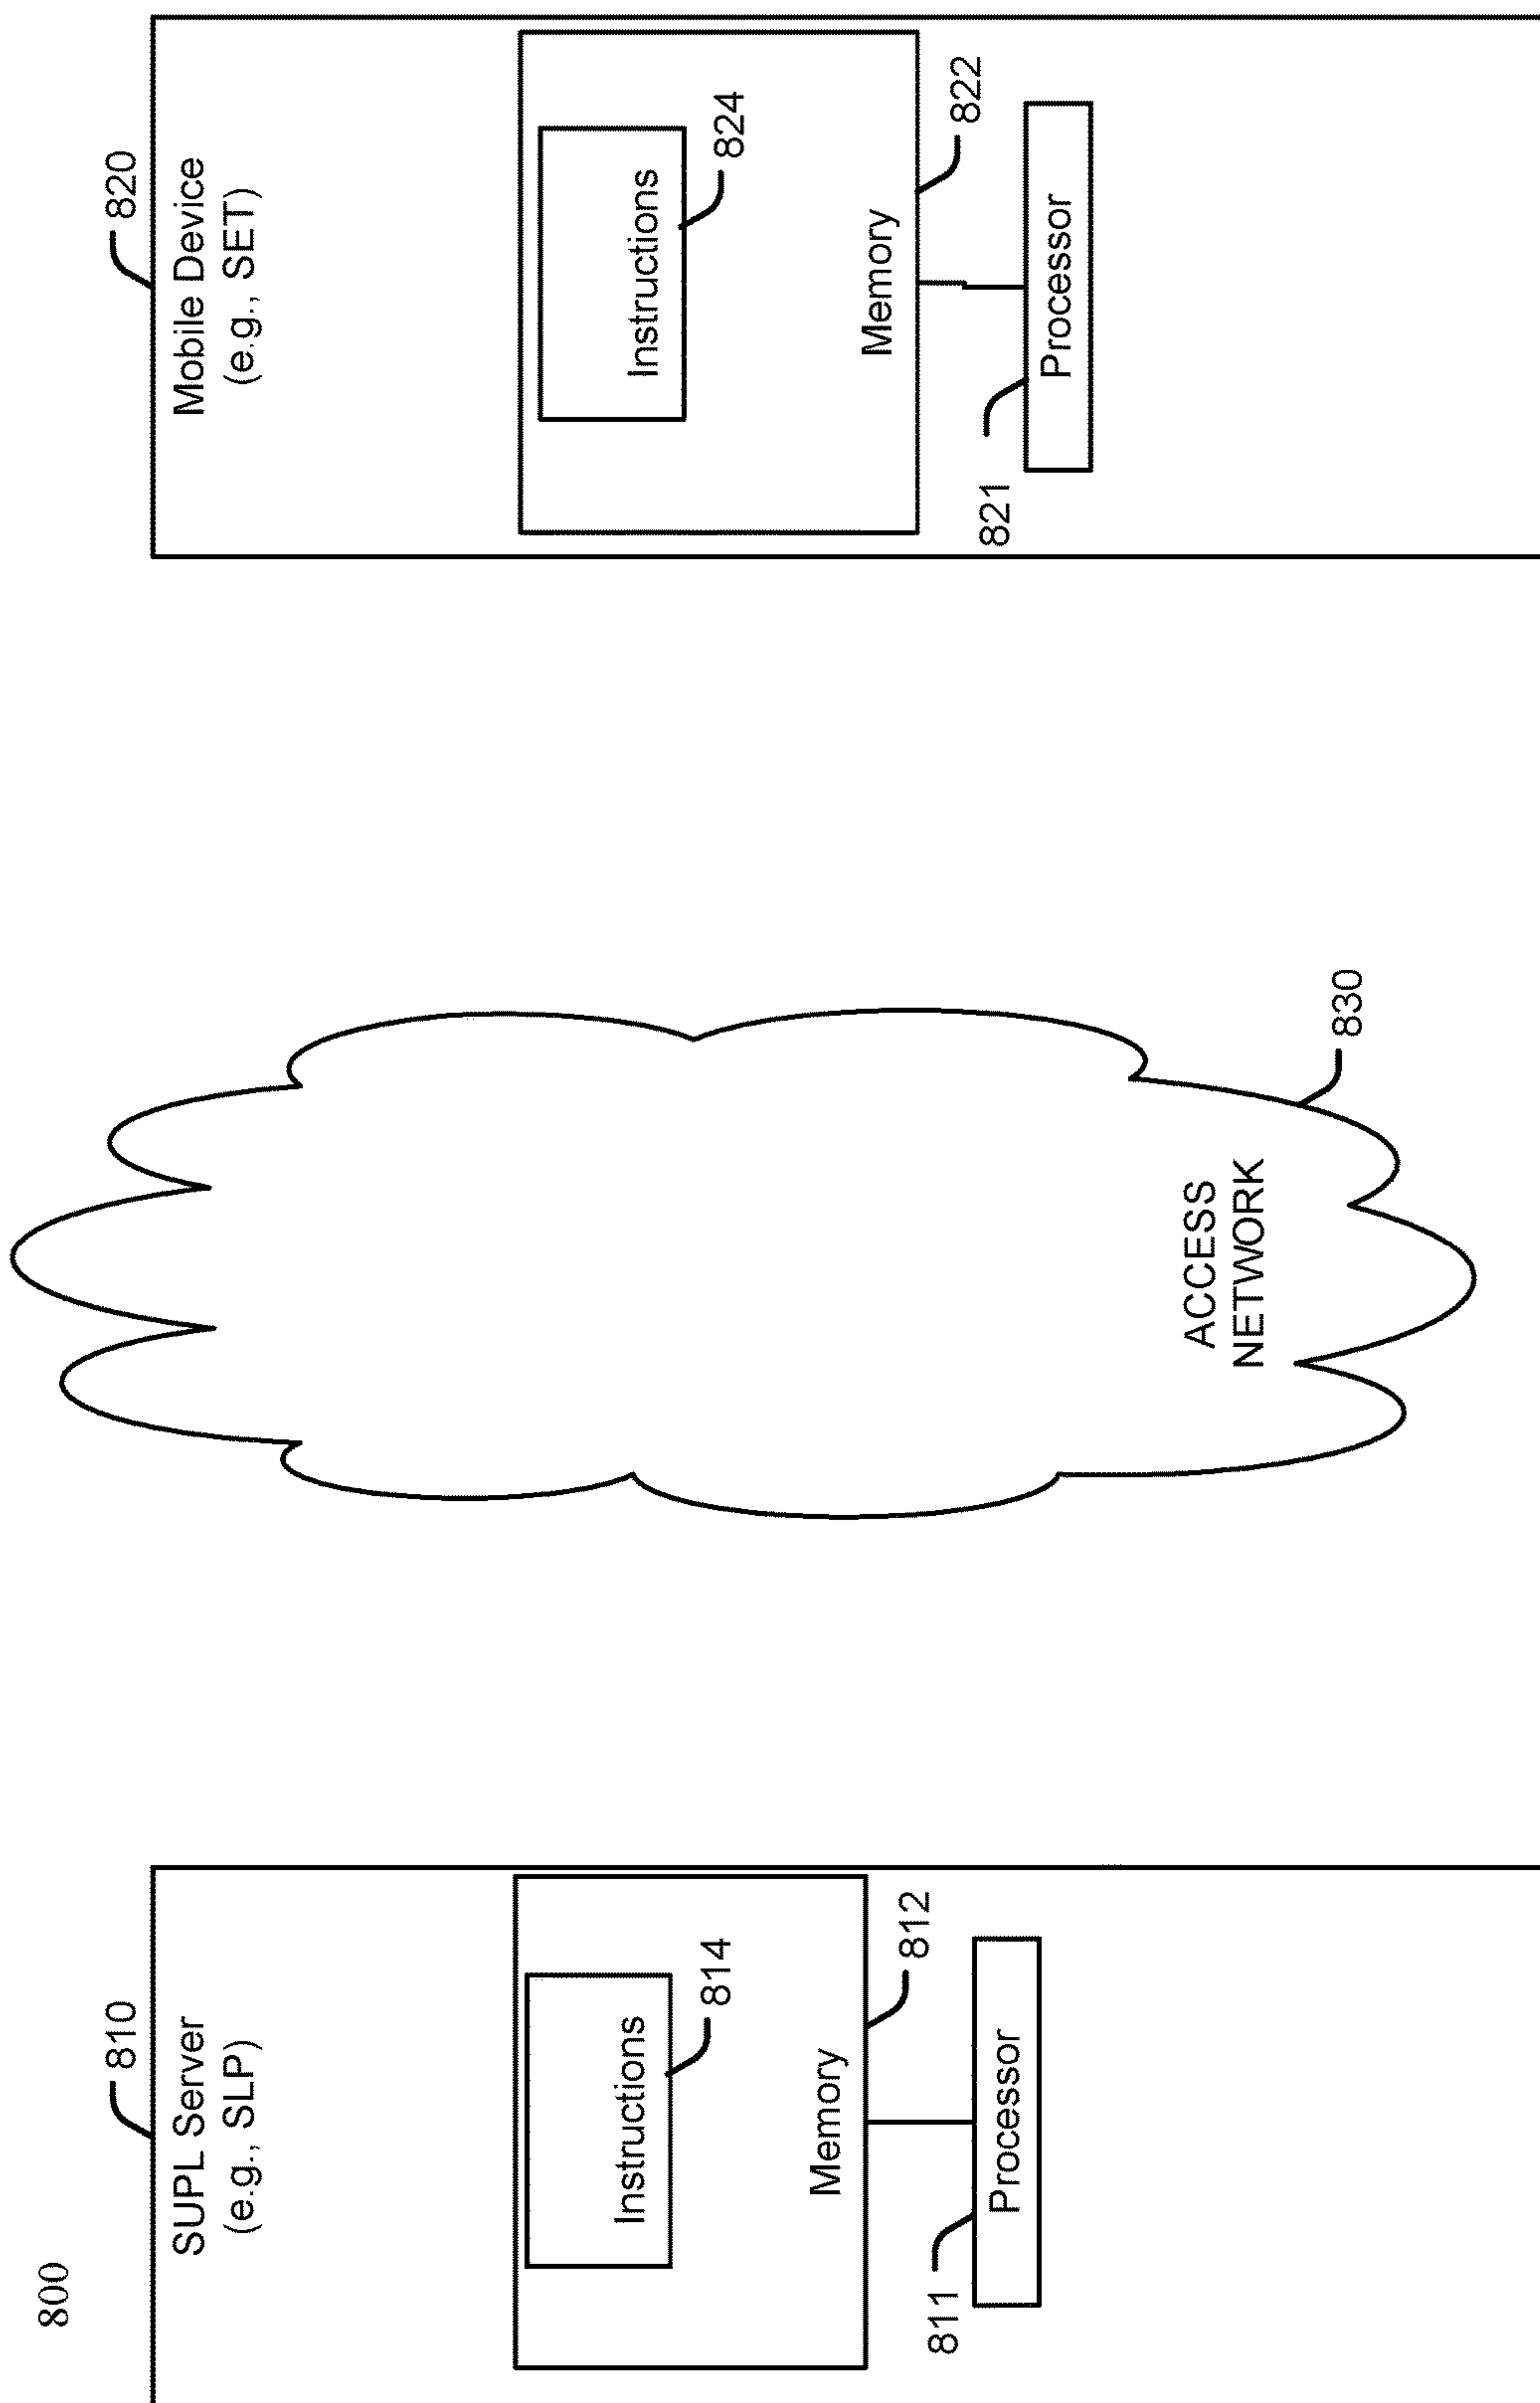 800
810
SUPL Server
(e.g., SLP)
Instructions
814
Memory
812
811
Processor
ACCESS
NETWORK
830
820
Mobile Device
(e.g., SET)
Instructions
824
Memory
822
821
Processor